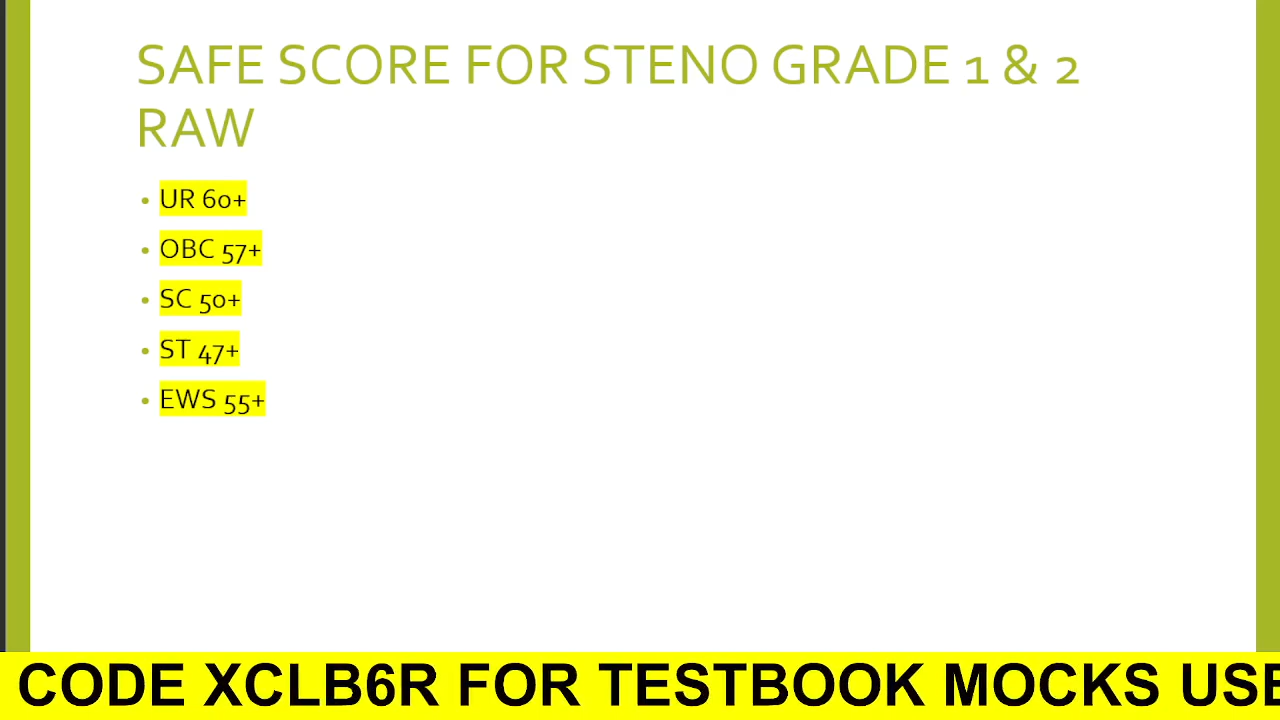 SAFE SCORE FOR STENO GRADE 1 & 2
RAW
• UR 60+
• OBC 57+
• SC 50+
• ST 47+
• EWS 55+
CODE XCLB6R FOR TESTBOOK MOCKS USE